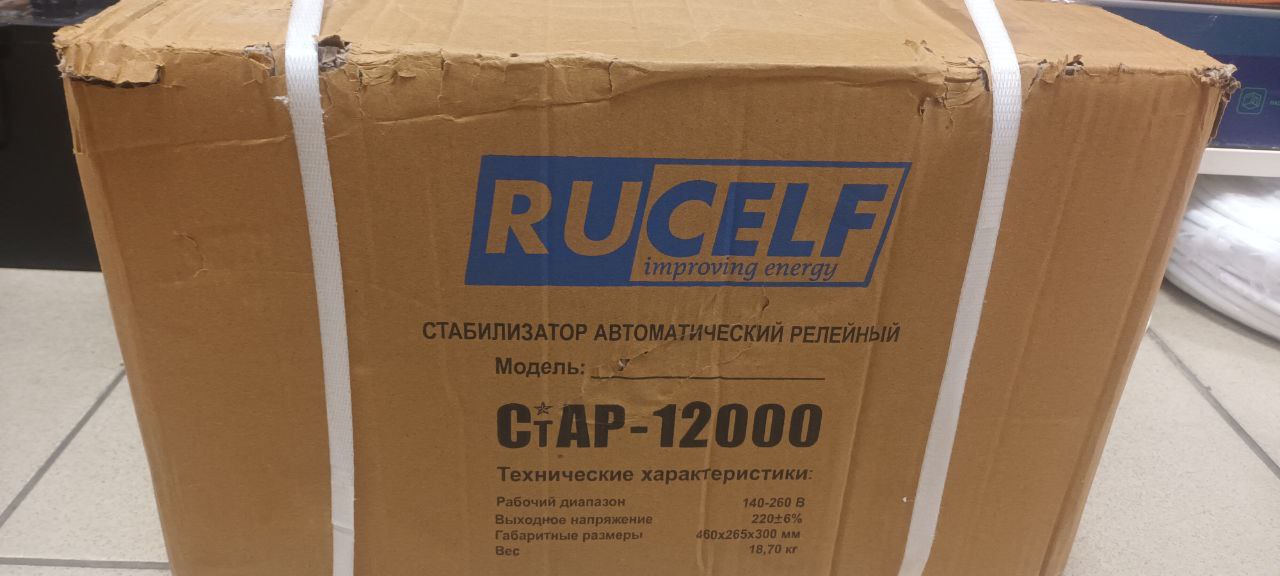 RUCELF
improving energy
СТАБИЛИЗАТОР АВТОМАТИЧЕСКИЙ РЕЛЕЙНЫЙ
Модель:
СтАР-12000
Технические характеристики:
Рабочий диапазон 140-260 В
Выходное напряжение 220±6%
Габаритные размеры 460х265х300 мм
Вес 18,70 кг